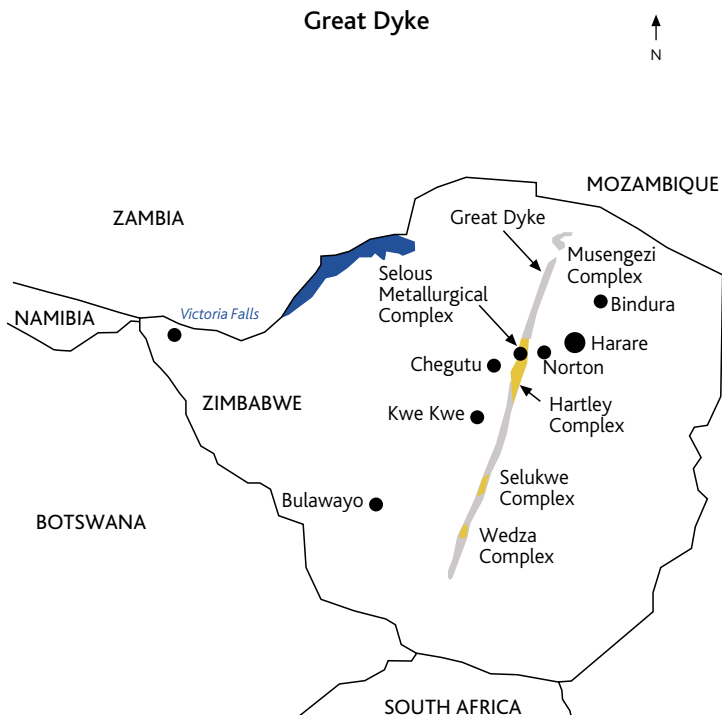 Great Dyke
N
MOZAMBIQUE
ZAMBIA
Great Dyke
Musengezi
Complex
Selous
Metallurgical
Complex
Bindura
Victoria Falls
NAMIBIA
Harare
Chegutu
Norton
ZIMBABWE
Hartley
Complex
Kwe Kwe
Selukwe
Complex
Bulawayo
BOTSWANA
Wedza
Complex
SOUTH AFRICA